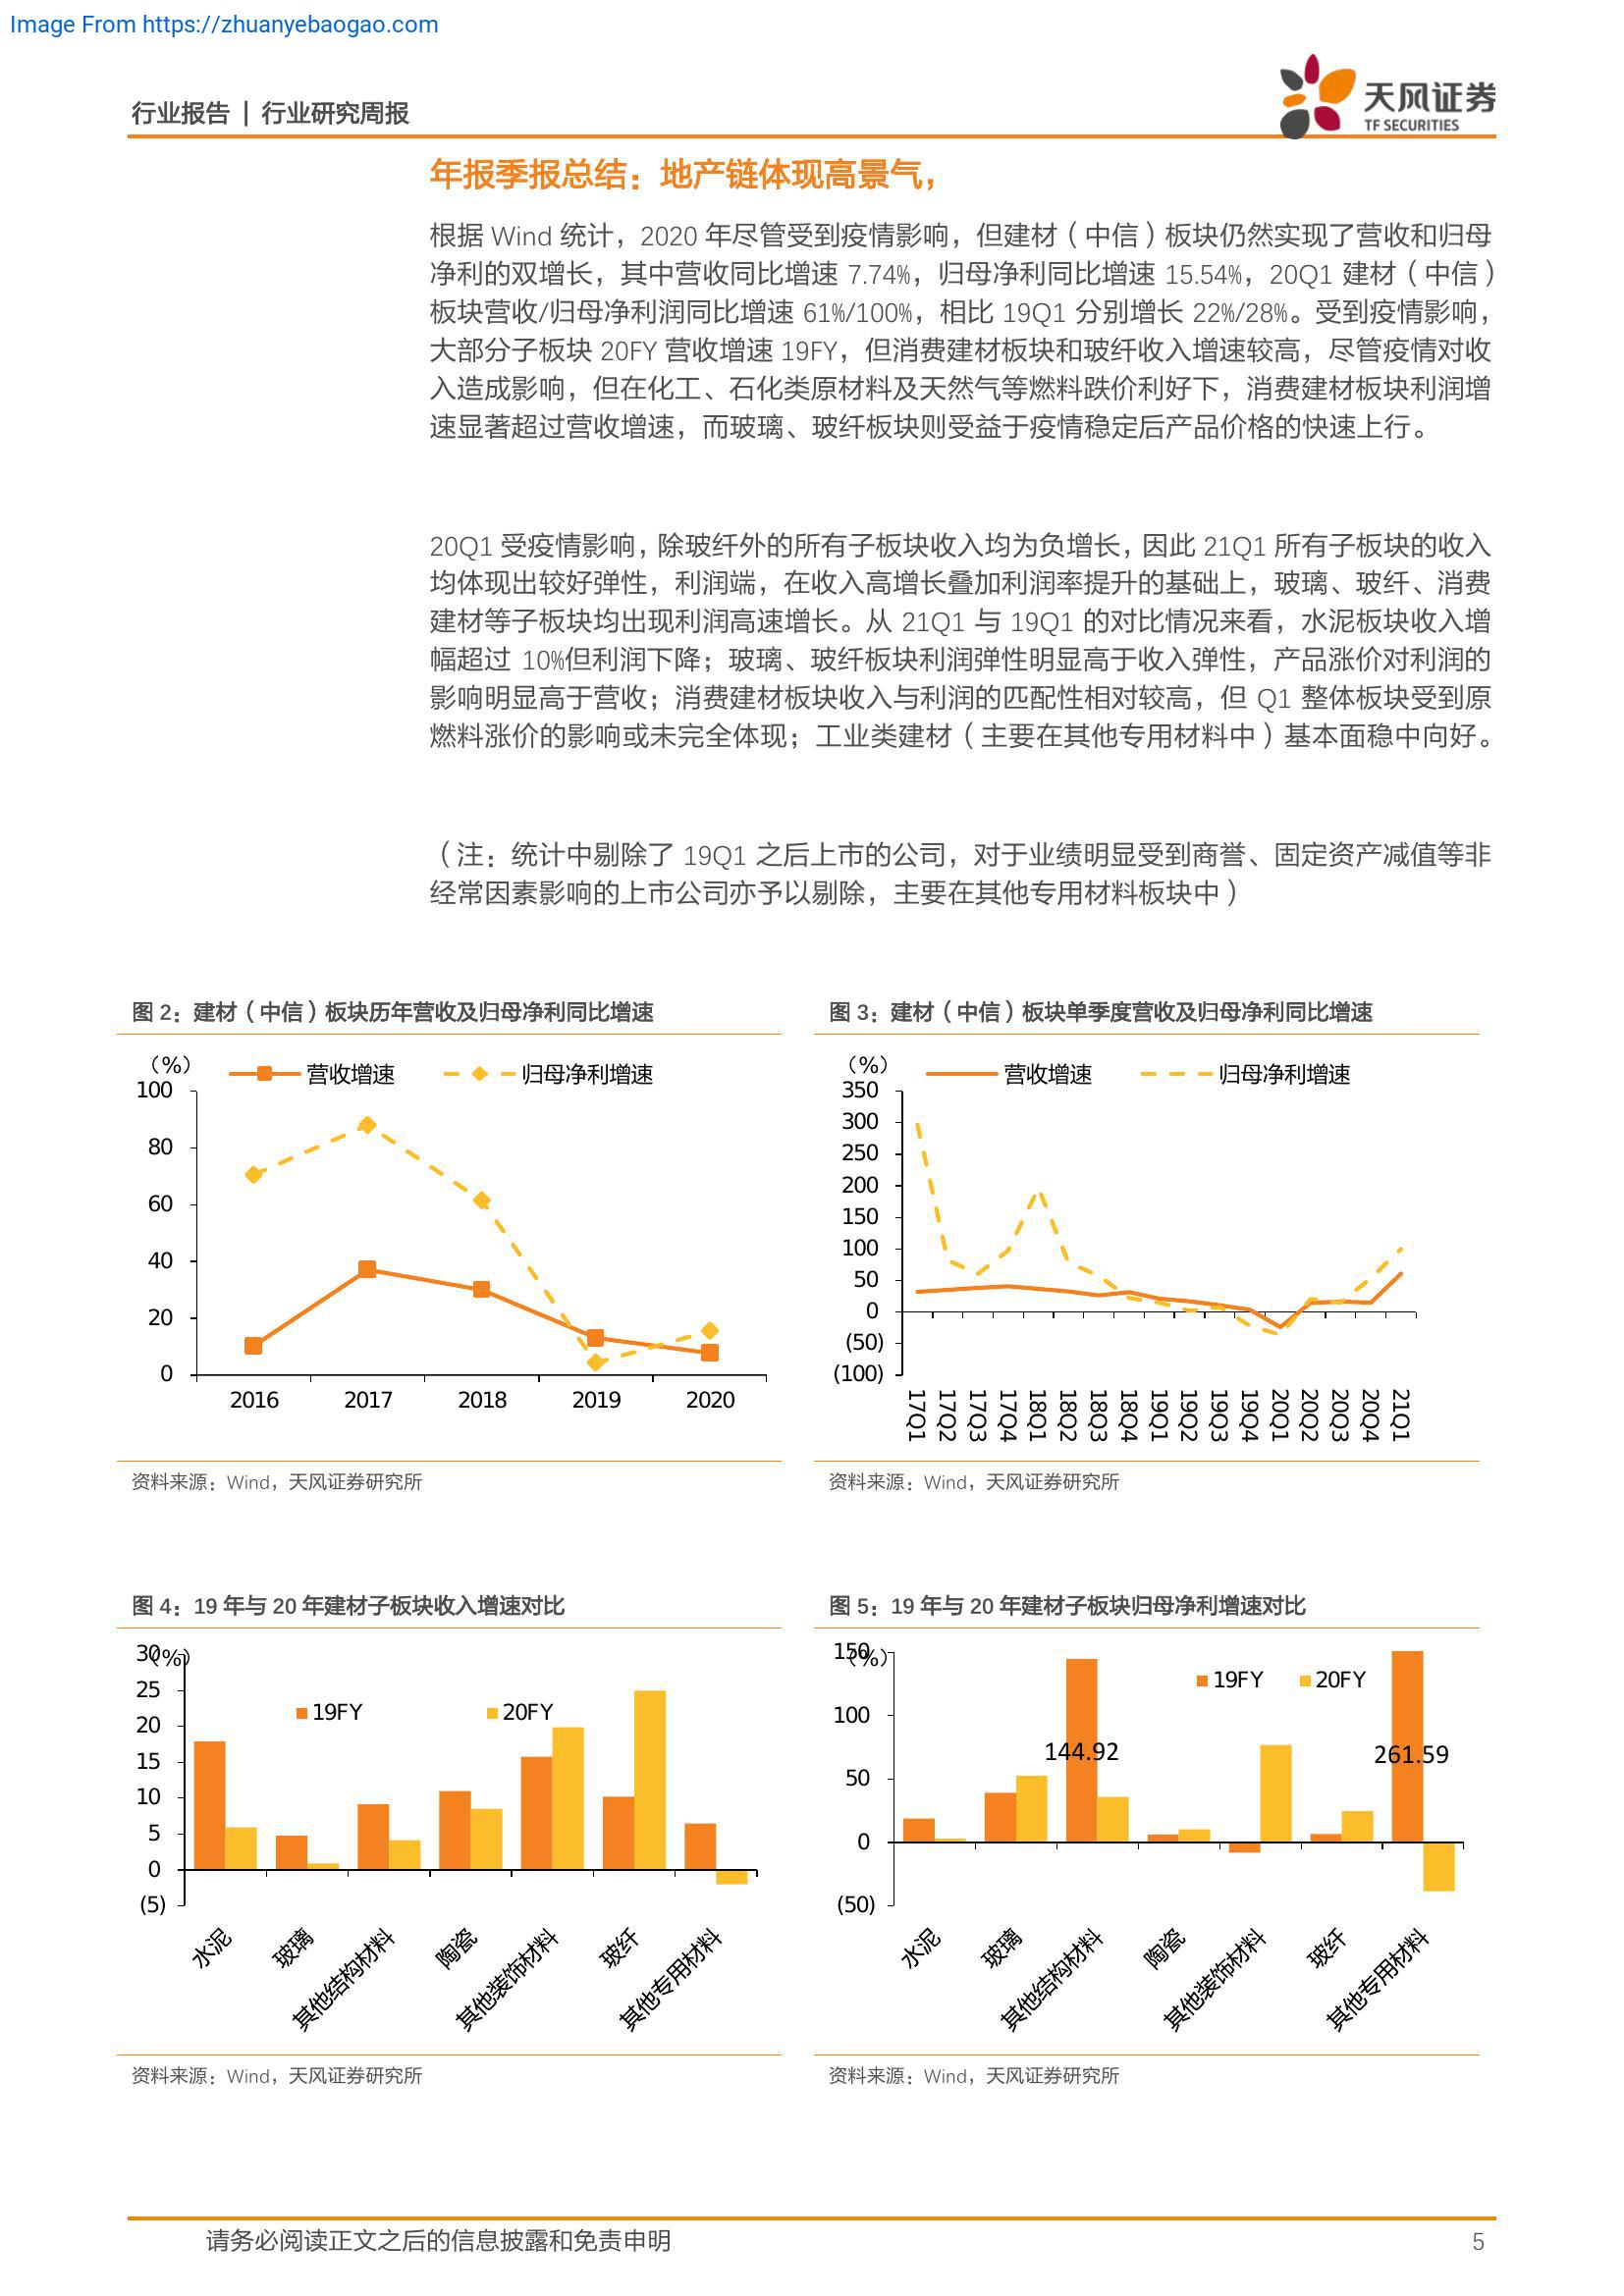 Image From https://zhuanyebaogao.com
行业报告 | 行业研究周报
天风证券
TF SECURITIES
年报季报总结：地产链体现高景气，
根据 Wind 统计，2020 年尽管受到疫情影响，但建材（中信）板块仍然实现了营收和归母
净利的双增长，其中营收同比增速 7.74%，归母净利同比增速 15.54%，20Q1 建材（中信）
板块营收/归母净利润同比增速 61%/100%，相比 19Q1 分别增长 22%/28%。受到疫情影响，
大部分子板块 20FY 营收增速 19FY，但消费建材板块和玻纤收入增速较高，尽管疫情对收
入造成影响，但在化工、石化类原材料及天然气等燃料跌价利好下，消费建材板块利润增
速显著超过营收增速，而玻璃、玻纤板块则受益于疫情稳定后产品价格的快速上行。
20Q1 受疫情影响，除玻纤外的所有子板块收入均为负增长，因此 21Q1 所有子板块的收入
均体现出较好弹性，利润端，在收入高增长叠加利润率提升的基础上，玻璃、玻纤、消费
建材等子板块均出现利润高速增长。从 21Q1 与 19Q1 的对比情况来看，水泥板块收入增
幅超过 10%但利润下降；玻璃、玻纤板块利润弹性明显高于收入弹性，产品涨价对利润的
影响明显高于营收；消费建材板块收入与利润的匹配性相对较高，但 Q1 整体板块受到原
燃料涨价的影响或未完全体现；工业类建材（主要在其他专用材料中）基本面稳中向好。
（注：统计中剔除了 19Q1 之后上市的公司，对于业绩明显受到商誉、固定资产减值等非
经常因素影响的上市公司亦予以剔除，主要在其他专用材料板块中）
图 2：建材（中信）板块历年营收及归母净利同比增速
（%）
营收增速 归母净利增速
100
80
60
40
20
0
2016 2017 2018 2019 2020
资料来源：Wind，天风证券研究所
图 3：建材（中信）板块单季度营收及归母净利同比增速
（%）
营收增速 归母净利增速
350
300
250
200
150
100
50
0
(50)
(100)
17Q1 17Q2 17Q3 17Q4 18Q1 18Q2 18Q3 18Q4 19Q1 19Q2 19Q3 19Q4 20Q1 20Q2 20Q3 20Q4 21Q1
资料来源：Wind，天风证券研究所
图 4：19 年与 20 年建材子板块收入增速对比
（%）
19FY 20FY
30
25
20
15
10
5
0
(5)
水泥 玻璃 其他结构材料 陶瓷 其他装饰材料 玻纤 其他专用材料
资料来源：Wind，天风证券研究所
图 5：19 年与 20 年建材子板块归母净利增速对比
（%）
19FY 20FY
150
100
50
0
(50)
144.92
261.59
水泥 玻璃 其他结构材料 陶瓷 其他装饰材料 玻纤 其他专用材料
资料来源：Wind，天风证券研究所
请务必阅读正文之后的信息披露和免责申明
5